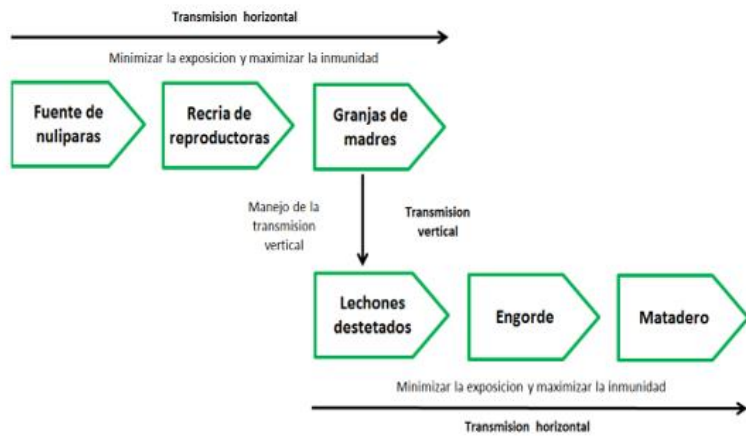 Transmision horizontal
Minimizar la exposicion y maximizar la inmunidad
Fuente de
nuliparas
Recria de
reproductoras
Granjas de
madres
Manejo de la
transmision
vertical
Transmision
vertical
Lechones
destetados
Engorde
Matadero
Minimizar la exposicion y maximizar la inmunidad
Transmision horizontal